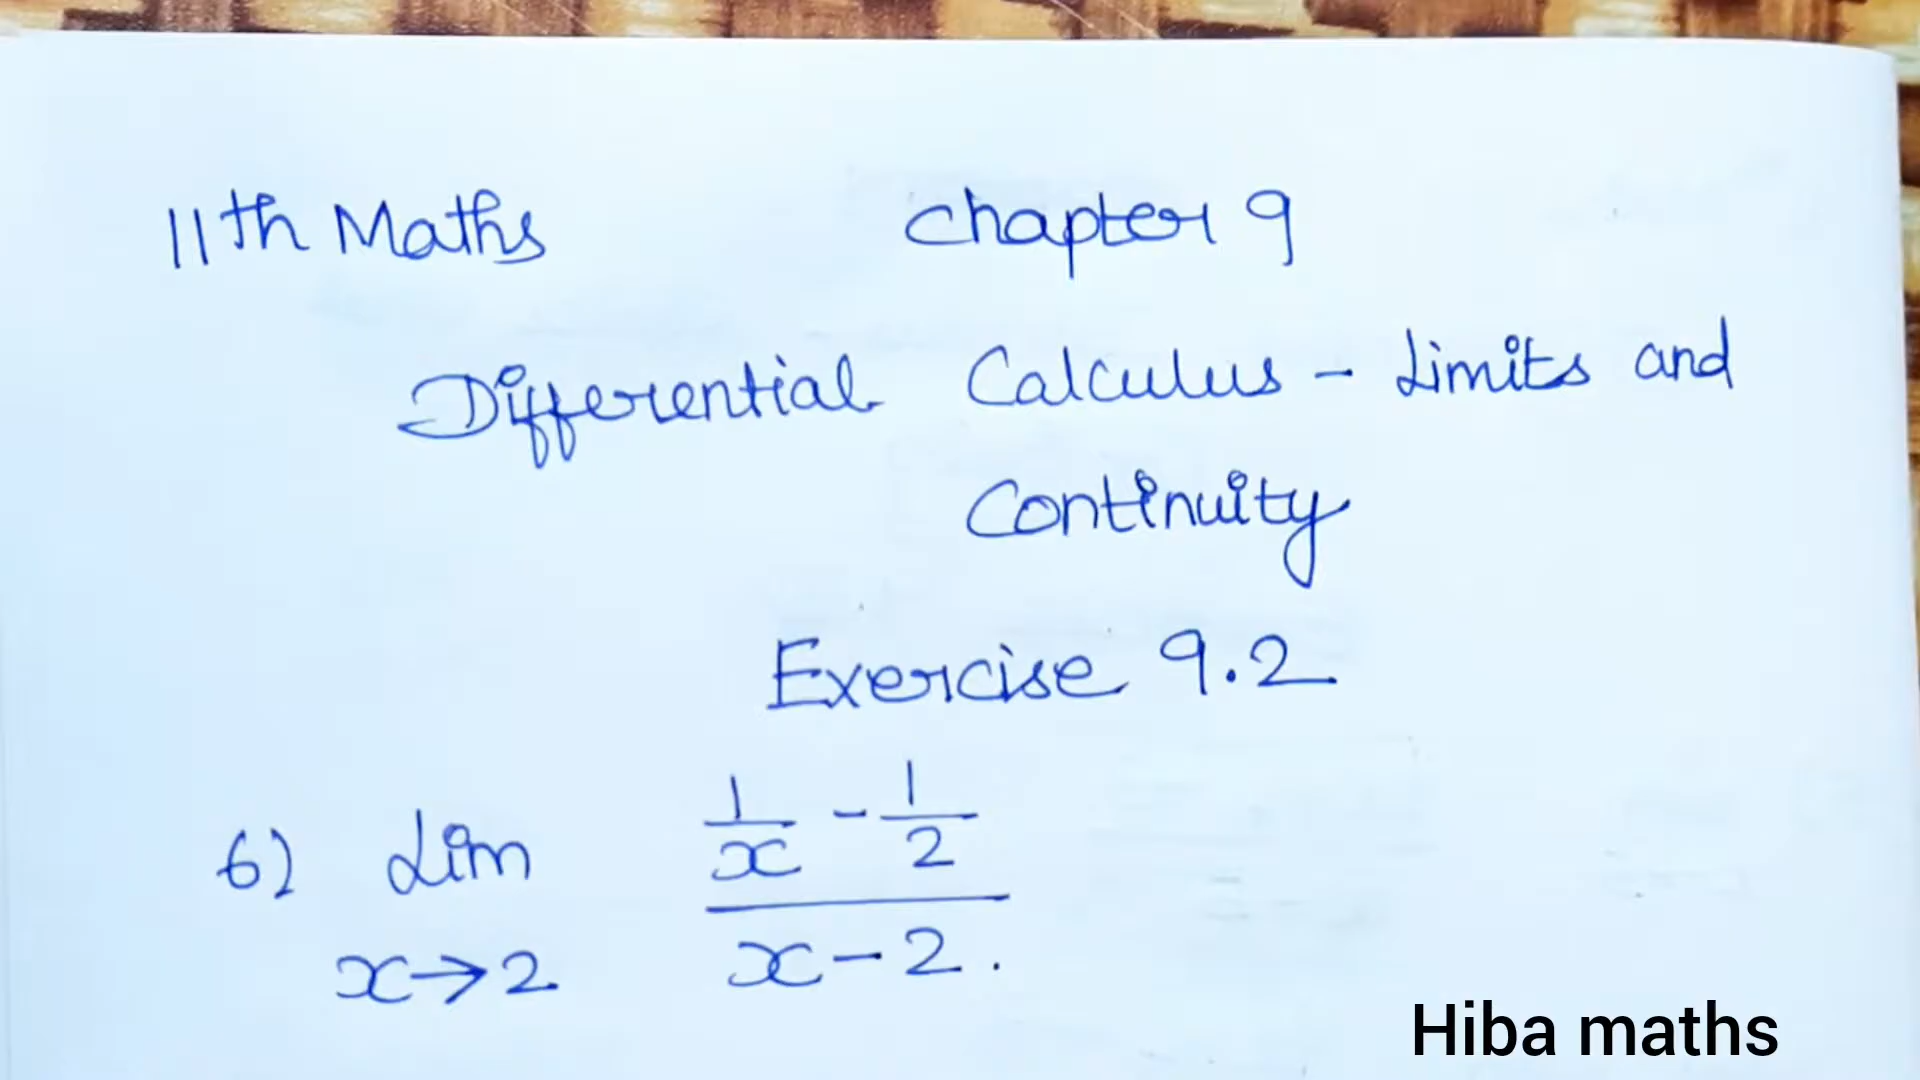 11th Maths Chapter 9
Differential Calculus - Limits and
Continuity
Exercise 9.2
6) Lim 1/x - 1/2
x→2 x-2.
Hiba maths